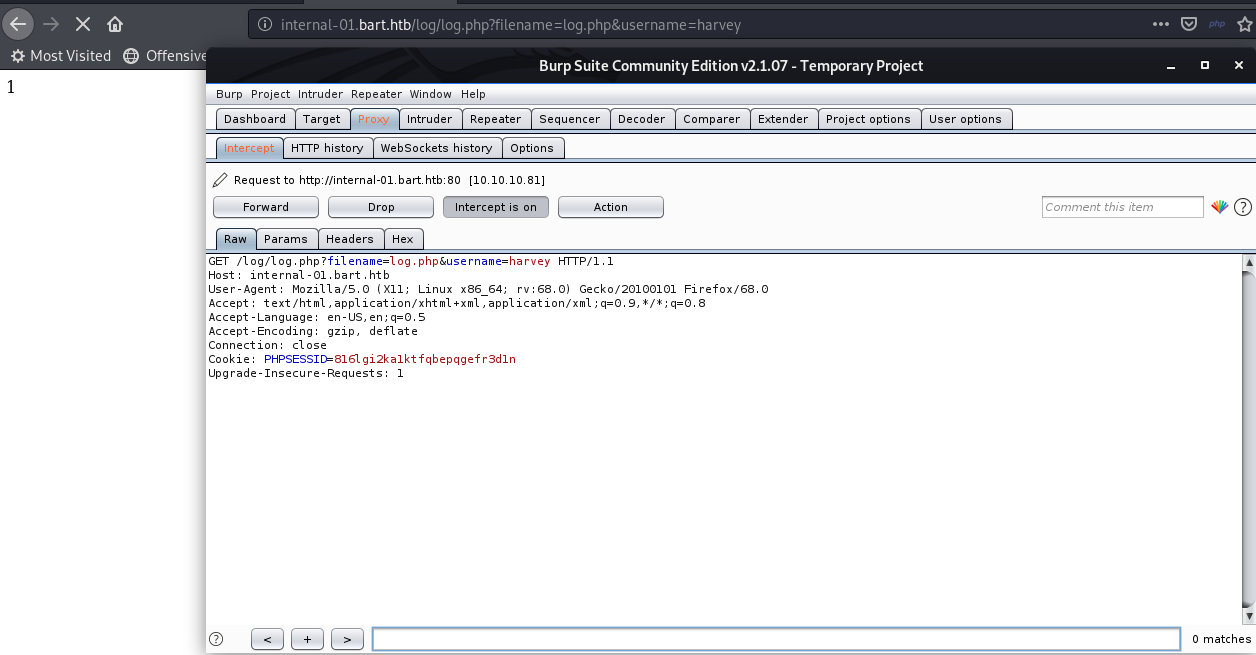 internal-01.bart.htb/log/log.php?filename=log.php&username=harvey
php
Most Visited
Offensive
1
Burp Suite Community Edition v2.1.07 - Temporary Project
Burp Project Intruder Repeater Window Help
Dashboard Target Proxy Intruder Repeater Sequencer Decoder Comparer Extender Project options User options
Intercept HTTP history WebSockets history Options
Request to http://internal-01.bart.htb:80 [10.10.10.81]
Forward Drop Intercept is on Action Comment this item ?
Raw Params Headers Hex
GET /log/log.php?filename=log.php&username=harvey HTTP/1.1
Host: internal-01.bart.htb
User-Agent: Mozilla/5.0 (X11; Linux x86_64; rv:68.0) Gecko/20100101 Firefox/68.0
Accept: text/html,application/xhtml+xml,application/xml;q=0.9,*/*;q=0.8
Accept-Language: en-US,en;q=0.5
Accept-Encoding: gzip, deflate
Connection: close
Cookie: PHPSESSID=816lgi2ka1ktfqbepqgefr3d1n
Upgrade-Insecure-Requests: 1
? < + > 0 matches